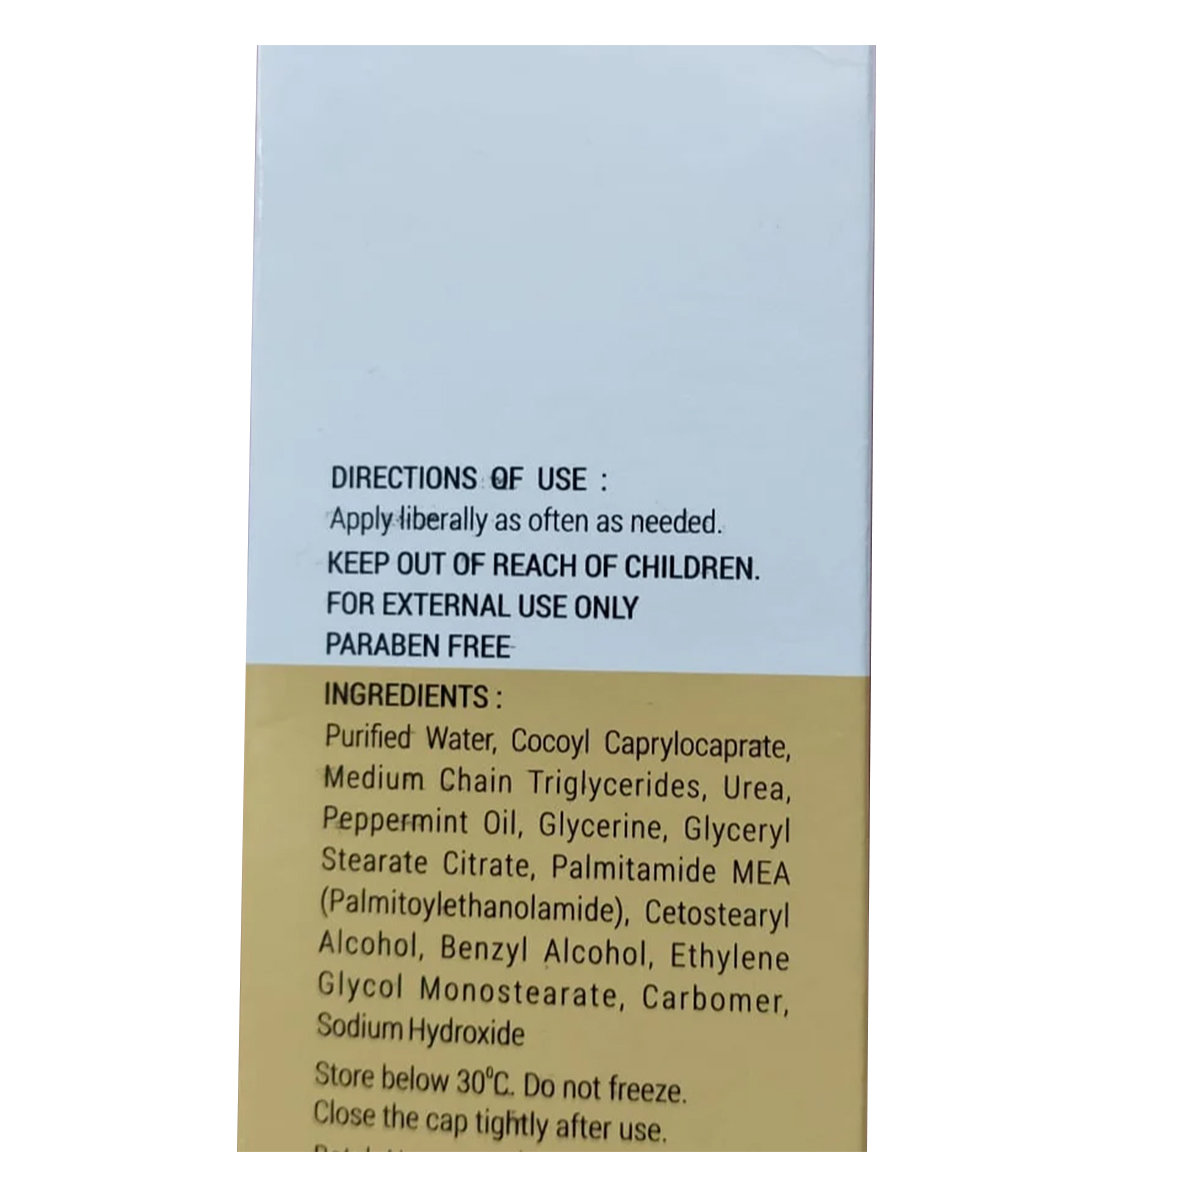 DIRECTIONS OF USE :
Apply liberally as often as needed.
KEEP OUT OF REACH OF CHILDREN.
FOR EXTERNAL USE ONLY
PARABEN FREE
INGREDIENTS :
Purified Water, Cocoyl Caprylocaprate,
Medium Chain Triglycerides, Urea,
Peppermint Oil, Glycerine, Glyceryl
Stearate Citrate, Palmitamide MEA
(Palmitoylethanolamide), Cetostearyl
Alcohol, Benzyl Alcohol, Ethylene
Glycol Monostearate, Carbomer,
Sodium Hydroxide
Store below 30⁰C. Do not freeze.
Close the cap tightly after use.